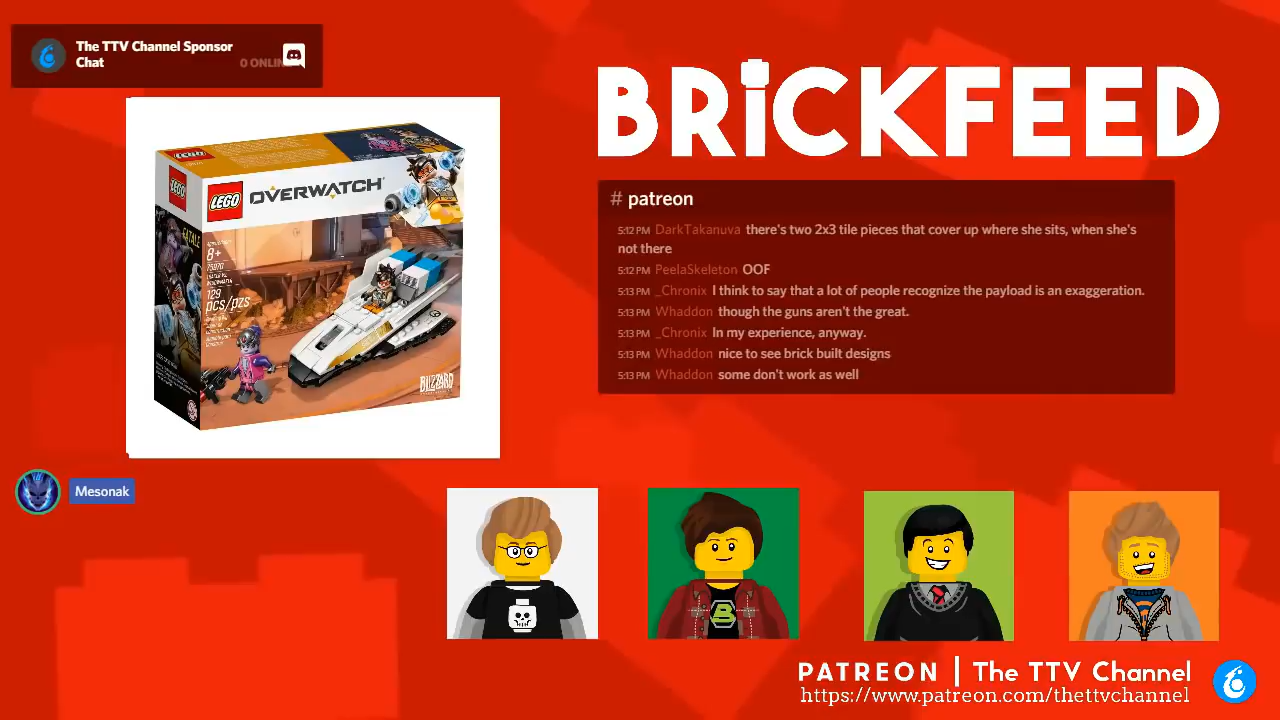 The TTV Channel Sponsor
Chat
0 ONLIN
BRICKFEED
# patreon
5:12 PM DarkTakanuva there's two 2x3 tile pieces that cover up where she sits, when she's
not there
5:12 PM PeelaSkeleton OOF
5:13 PM _Chronix I think to say that a lot of people recognize the payload is an exaggeration.
5:13 PM Whaddon though the guns aren't the great.
5:13 PM _Chronix In my experience, anyway.
5:13 PM Whaddon nice to see brick built designs
5:13 PM Whaddon some don't work as well
LEGO
LEGO
LEGO OVERWATCH
8+
75970
129
pcs/pzs
BLIZZARD
Mesonak
B
PATREON | The TTV Channel
https://www.patreon.com/thettvchannel